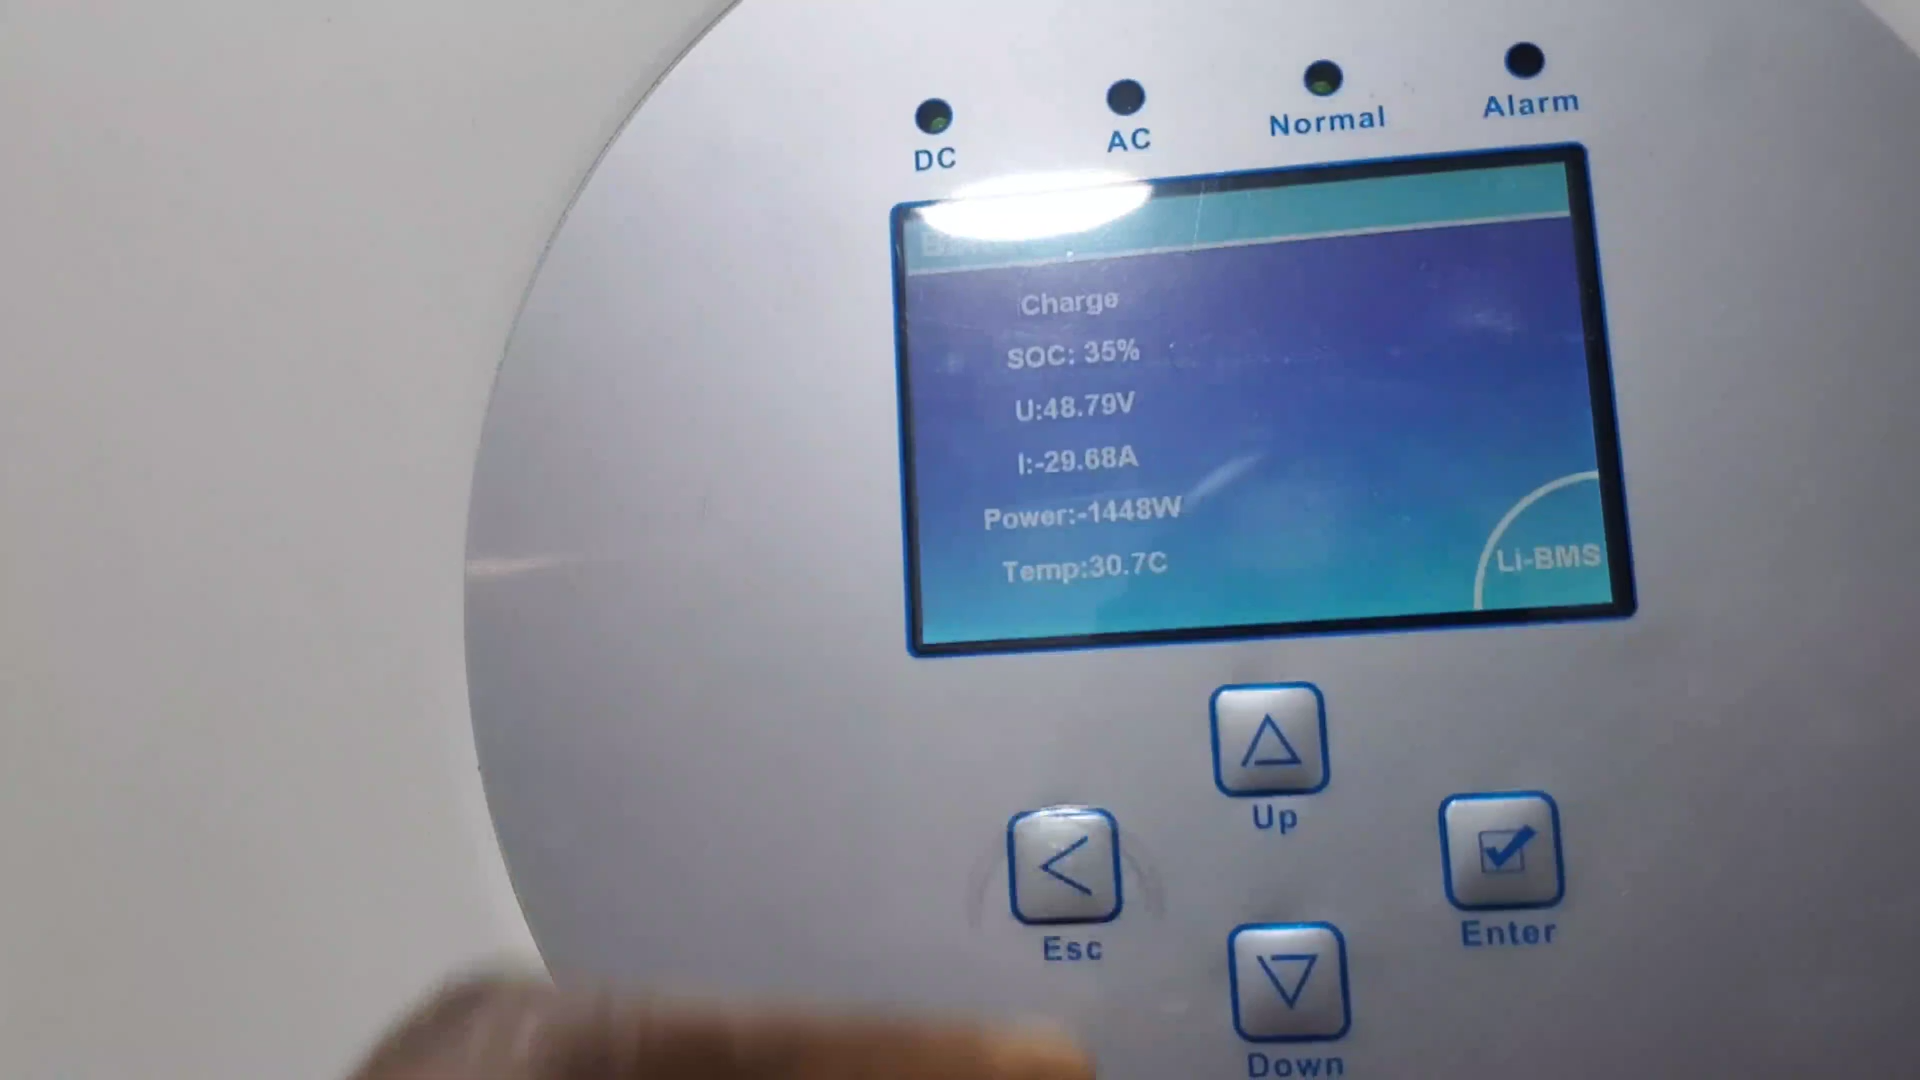 DC
AC
Normal
Alarm
Charge
SOC: 35%
U:48.79V
I:-29.68A
Power:-1448W
Temp:30.7C
Li-BMS
Up
Esc
Enter
Down